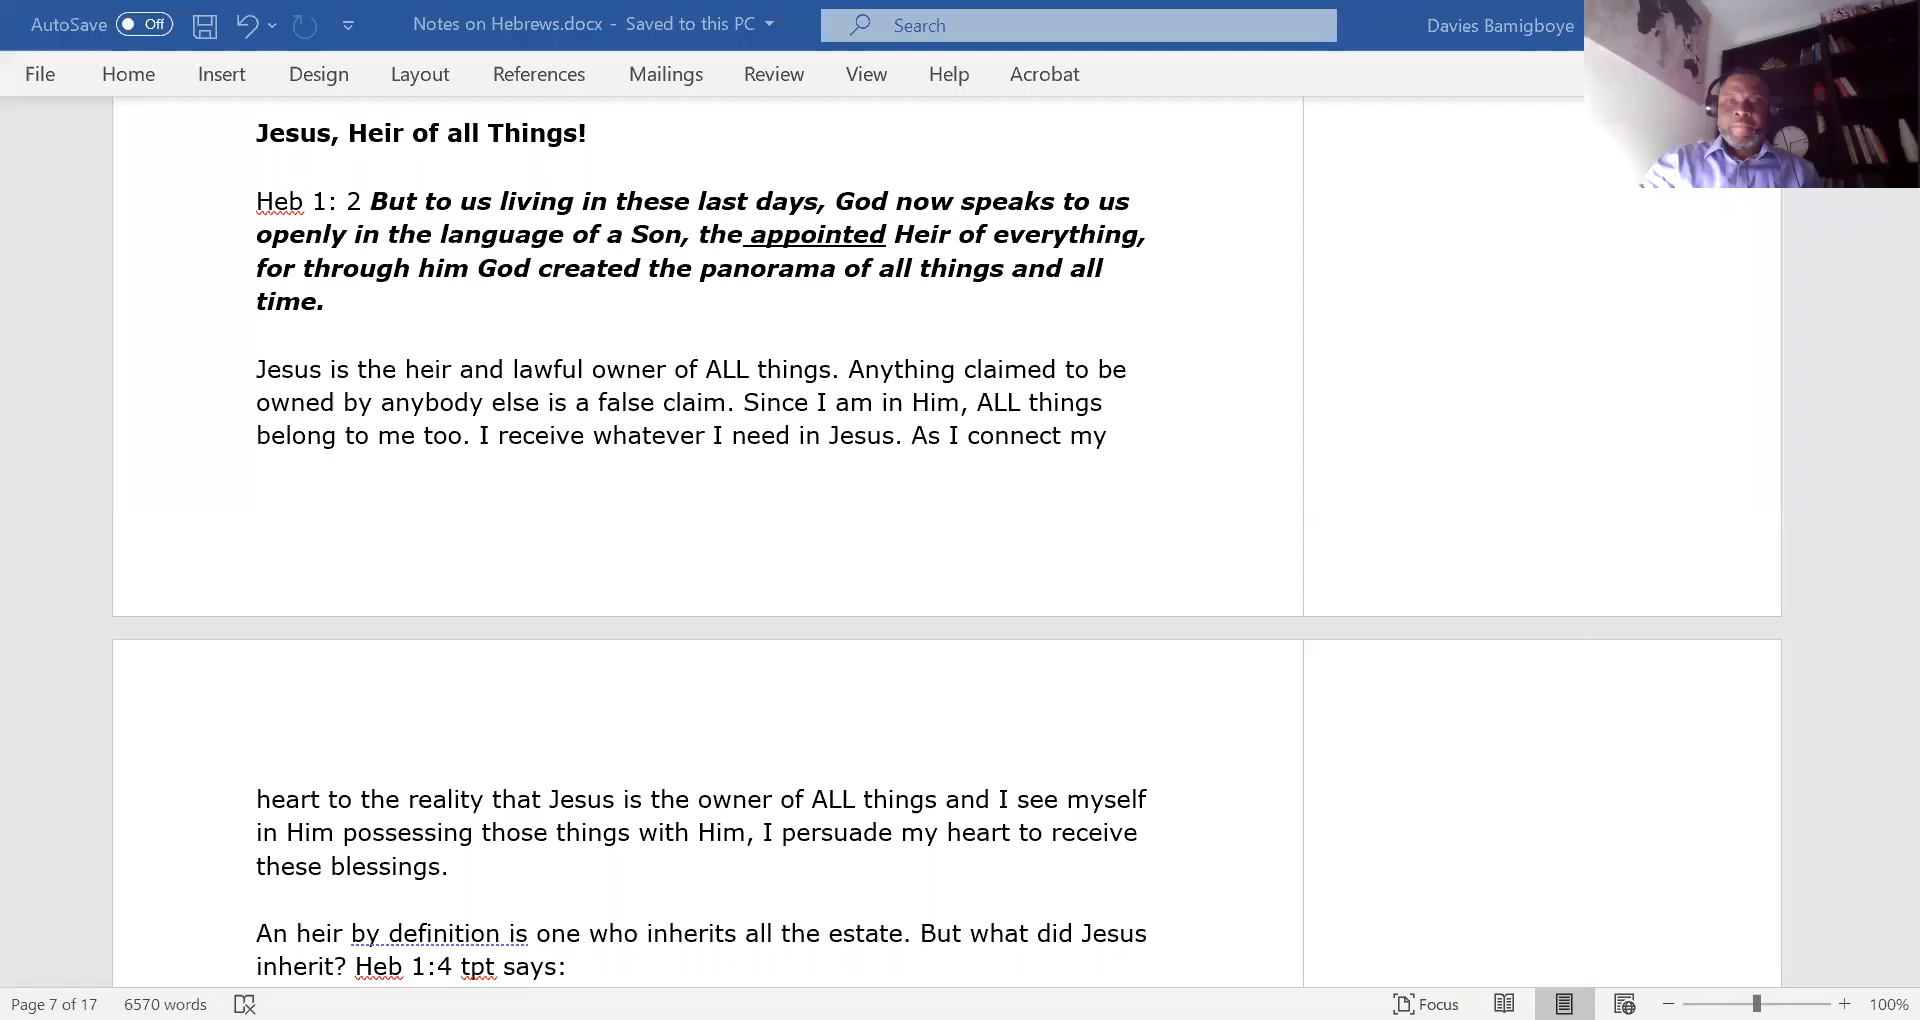 AutoSave Off Notes on Hebrews.docx - Saved to this PC Search Davies Bamigboye
File Home Insert Design Layout References Mailings Review View Help Acrobat
Jesus, Heir of all Things!
Heb 1: 2 But to us living in these last days, God now speaks to us
openly in the language of a Son, the appointed Heir of everything,
for through him God created the panorama of all things and all
time.
Jesus is the heir and lawful owner of ALL things. Anything claimed to be
owned by anybody else is a false claim. Since I am in Him, ALL things
belong to me too. I receive whatever I need in Jesus. As I connect my
heart to the reality that Jesus is the owner of ALL things and I see myself
in Him possessing those things with Him, I persuade my heart to receive
these blessings.
An heir by definition is one who inherits all the estate. But what did Jesus
inherit? Heb 1:4 tpt says:
Page 7 of 17 6570 words Focus 100%